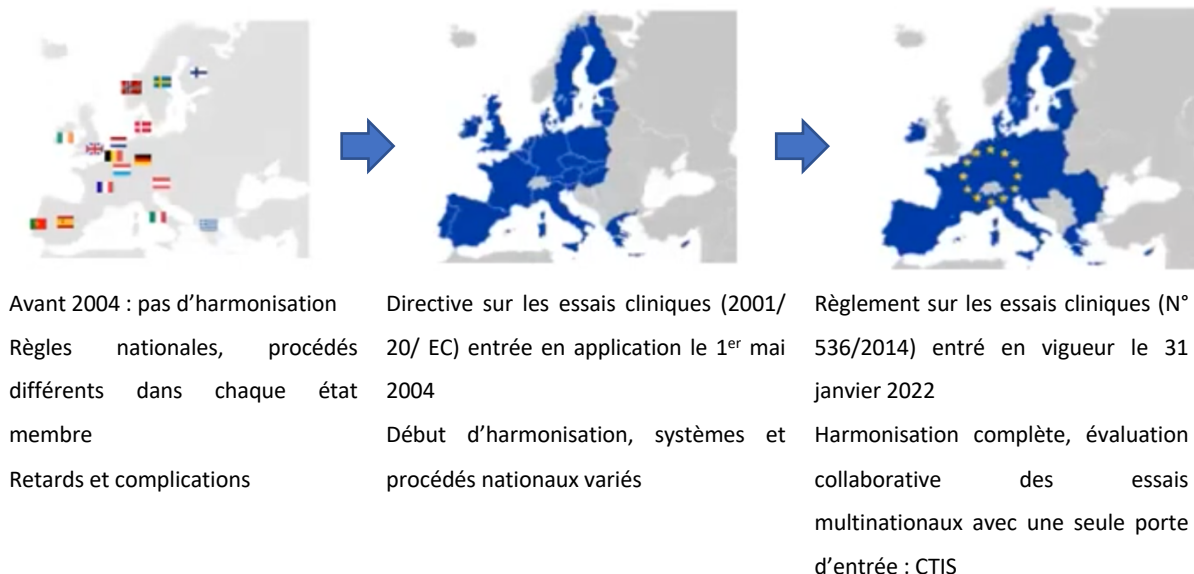 Avant 2004 : pas d’harmonisation
Règles nationales, procédés
différents dans chaque état
membre
Retards et complications
Directive sur les essais cliniques (2001/
20/ EC) entrée en application le 1er mai
2004
Début d’harmonisation, systèmes et
procédés nationaux variés
Règlement sur les essais cliniques (N°
536/2014) entré en vigueur le 31
janvier 2022
Harmonisation complète, évaluation
collaborative des essais
multinationaux avec une seule porte
d’entrée : CTIS